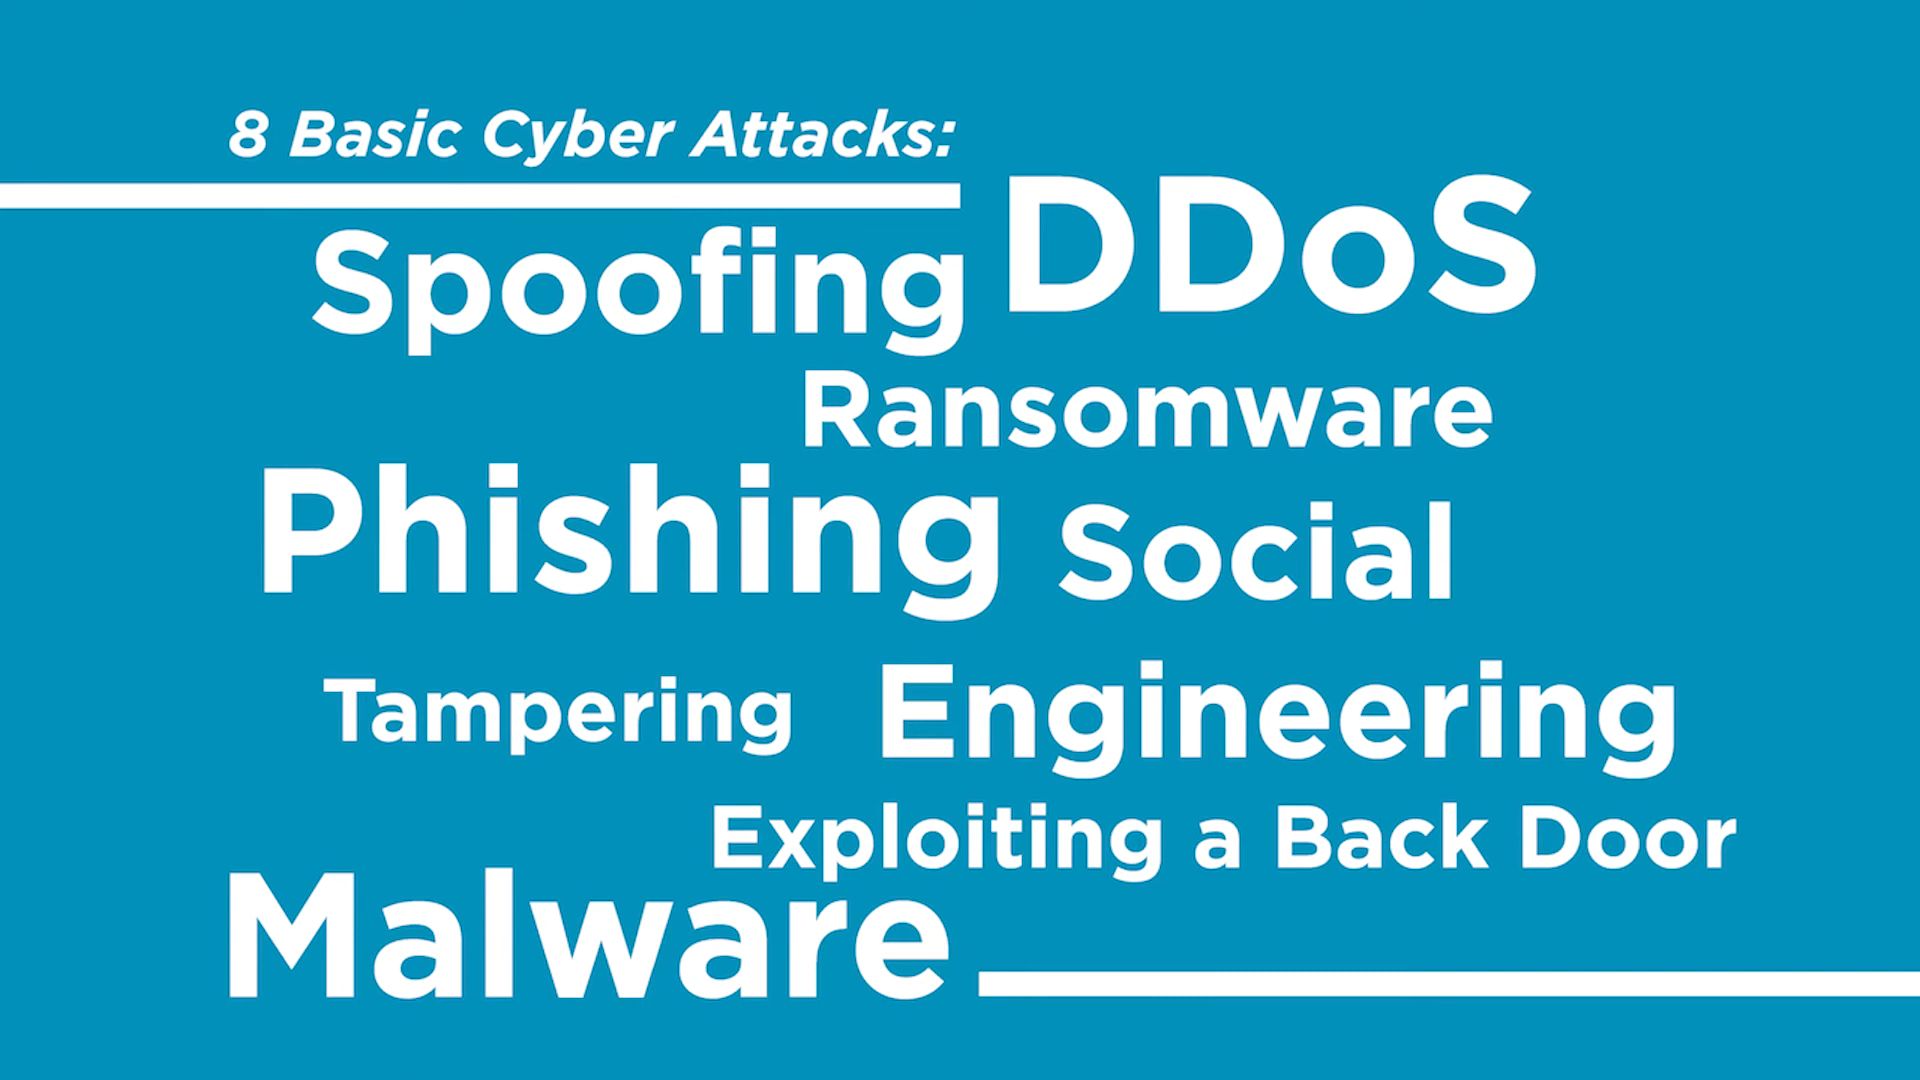 8 Basic Cyber Attacks:
Spoofing DDoS
Ransomware
Phishing Social
Tampering Engineering
Exploiting a Back Door
Malware